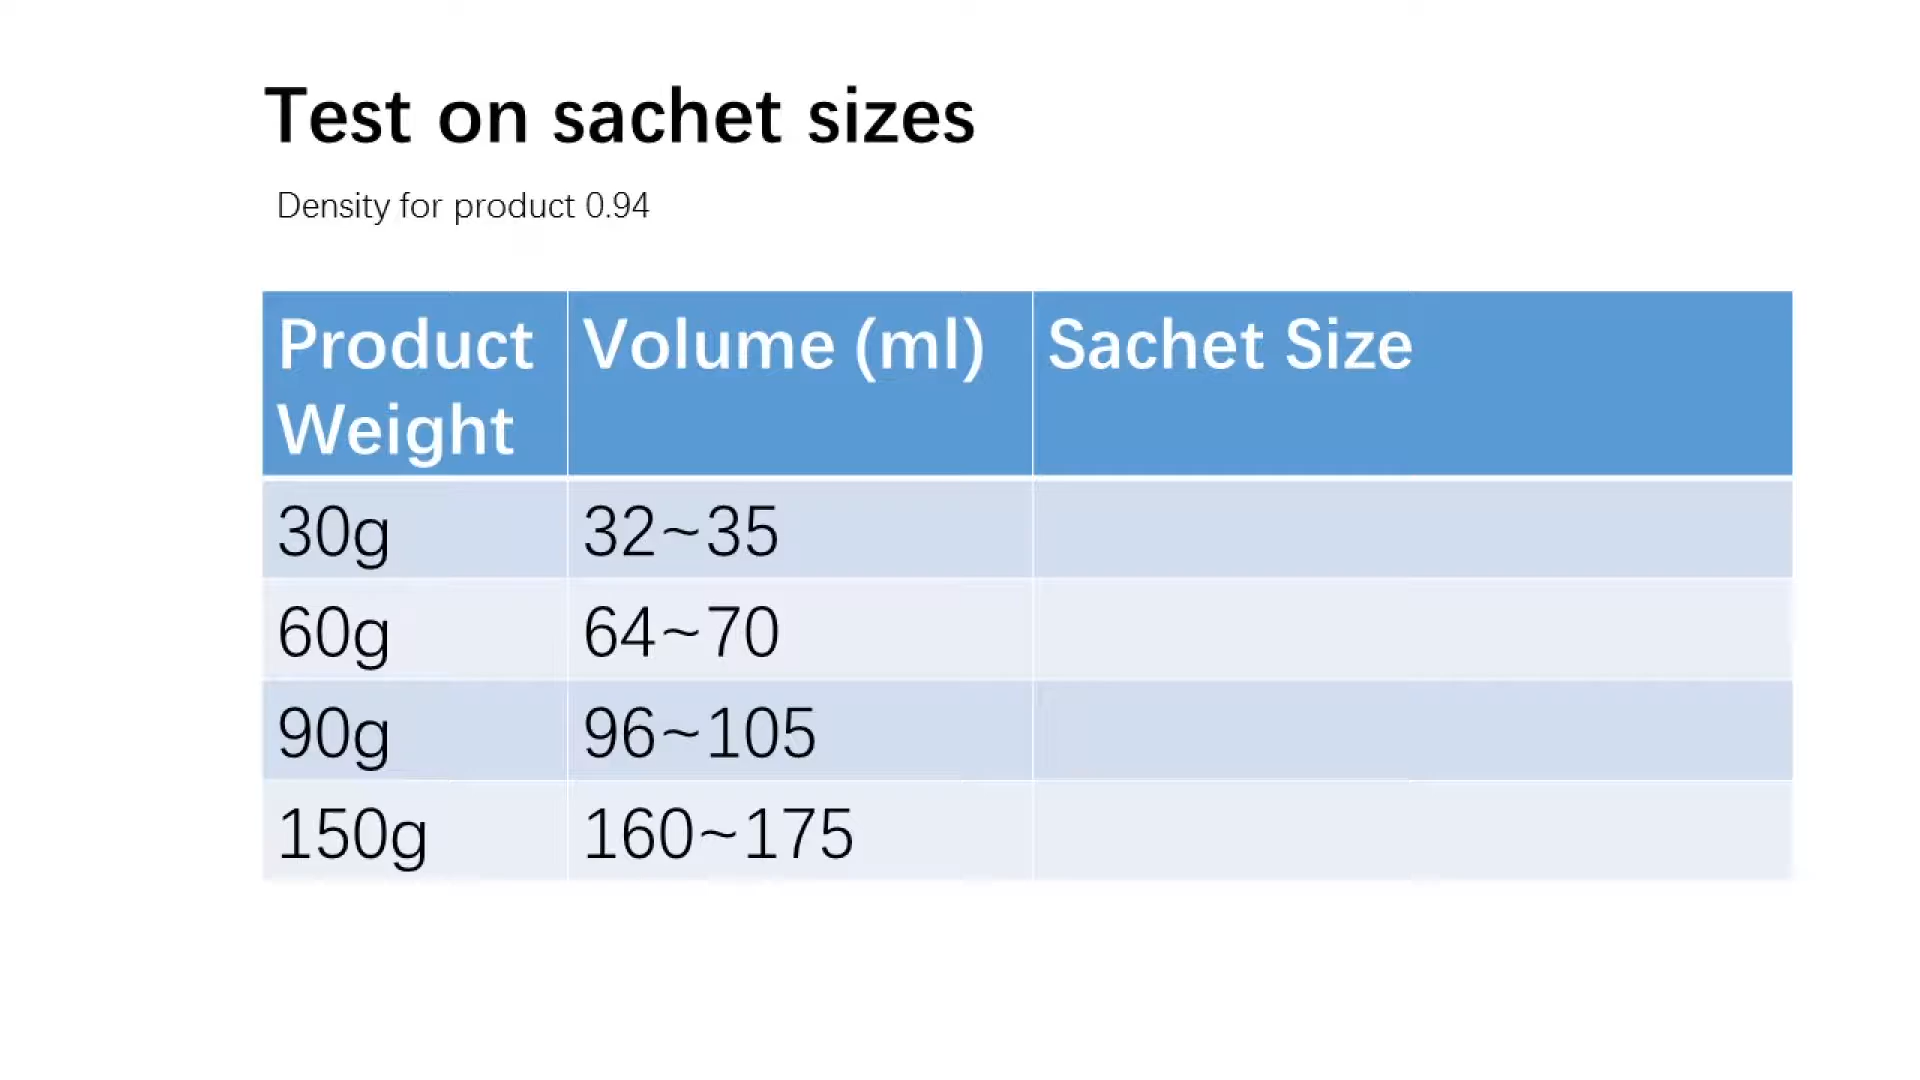 Test on sachet sizes
Density for product 0.94
Product Weight Volume (ml) Sachet Size
30g 32~35
60g 64~70
90g 96~105
150g 160~175